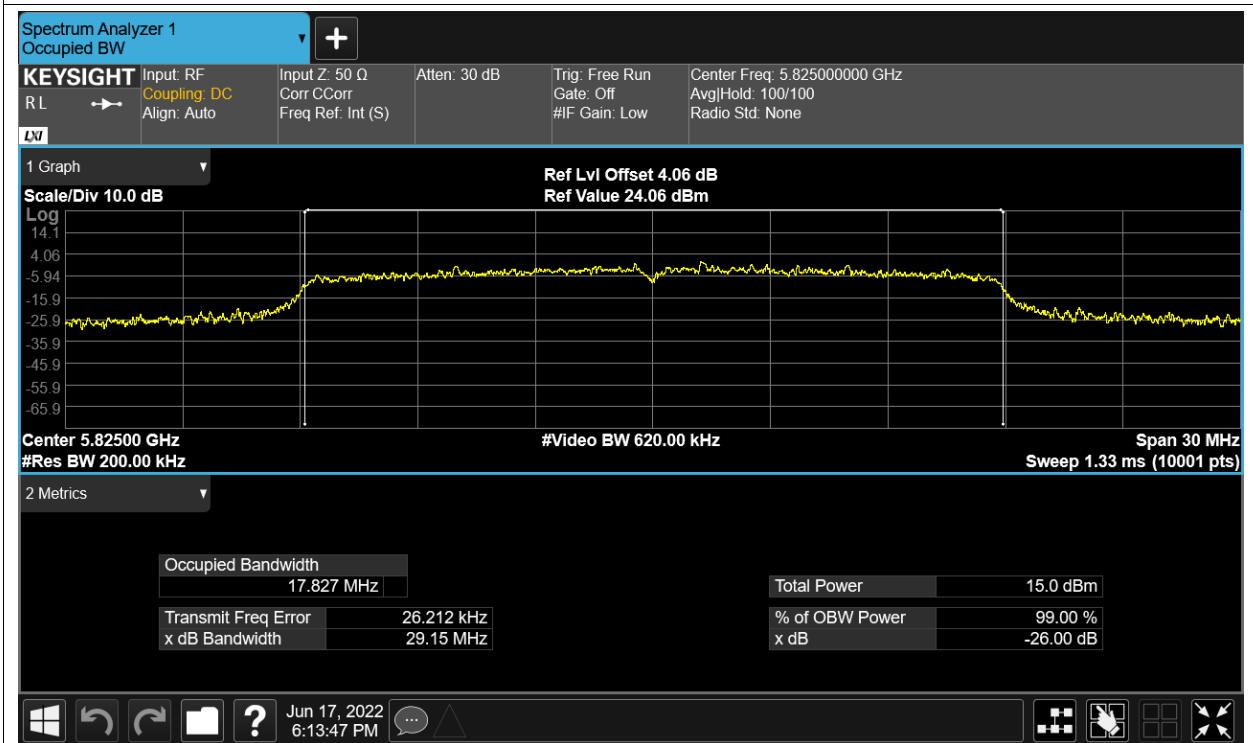 Spectrum Analyzer 1
Occupied BW
KEYSIGHT
R L
LXI
Input: RF
Coupling: DC
Align: Auto
Input Z: 50 Ω
Corr CCorr
Freq Ref: Int (S)
Atten: 30 dB
Trig: Free Run
Gate: Off
#IF Gain: Low
Center Freq: 5.825000000 GHz
Avg|Hold: 100/100
Radio Std: None
1 Graph
Scale/Div 10.0 dB
Ref Lvl Offset 4.06 dB
Ref Value 24.06 dBm
Log
14.1
4.06
-5.94
-15.9
-25.9
-35.9
-45.9
-55.9
-65.9
Center 5.82500 GHz
#Video BW 620.00 kHz
Span 30 MHz
#Res BW 200.00 kHz
Sweep 1.33 ms (10001 pts)
2 Metrics
Occupied Bandwidth
17.827 MHz
Transmit Freq Error 26.212 kHz
x dB Bandwidth 29.15 MHz
Total Power 15.0 dBm
% of OBW Power 99.00 %
x dB -26.00 dB
?
Jun 17, 2022
6:13:47 PM